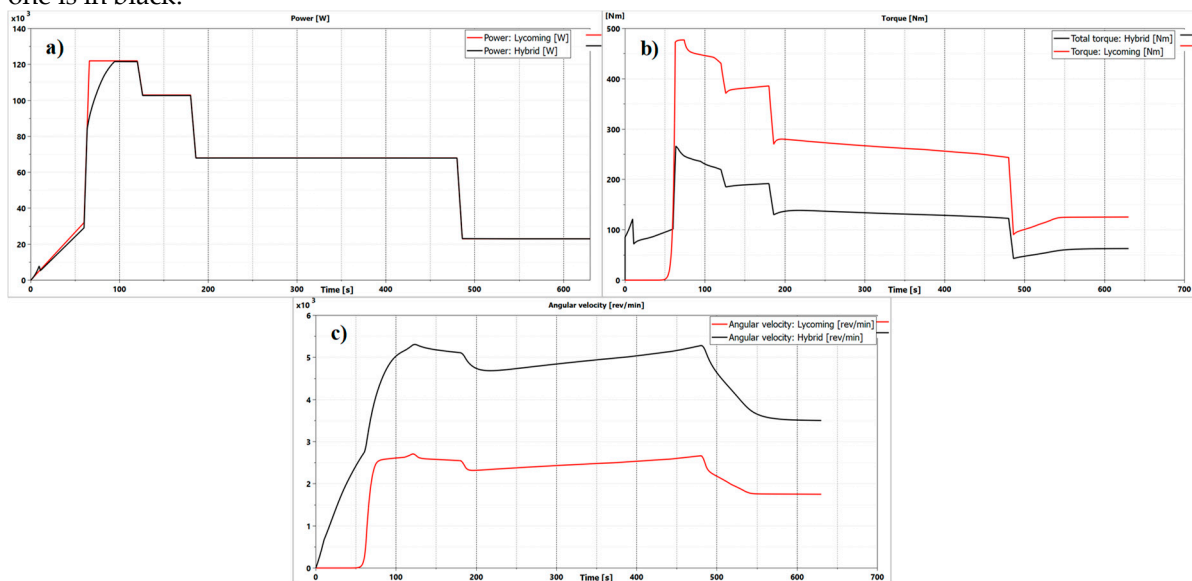 one is in black.
Power [W]
x10³
a)
Power: Lycoming [W]
Power: Hybrid [W]
140
120
100
80
60
40
20
0
0 100 200 300 400 500 600
Time [s]
Torque [Nm]
[Nm]
b)
Total torque: Hybrid [Nm]
Torque: Lycoming [Nm]
500
400
300
200
100
0
0 100 200 300 400 500 600 700
Time [s]
Angular velocity [rev/min]
x10³
c)
Angular velocity: Lycoming [rev/min]
Angular velocity: Hybrid [rev/min]
6
5
4
3
2
1
0
0 100 200 300 400 500 600 700
Time [s]